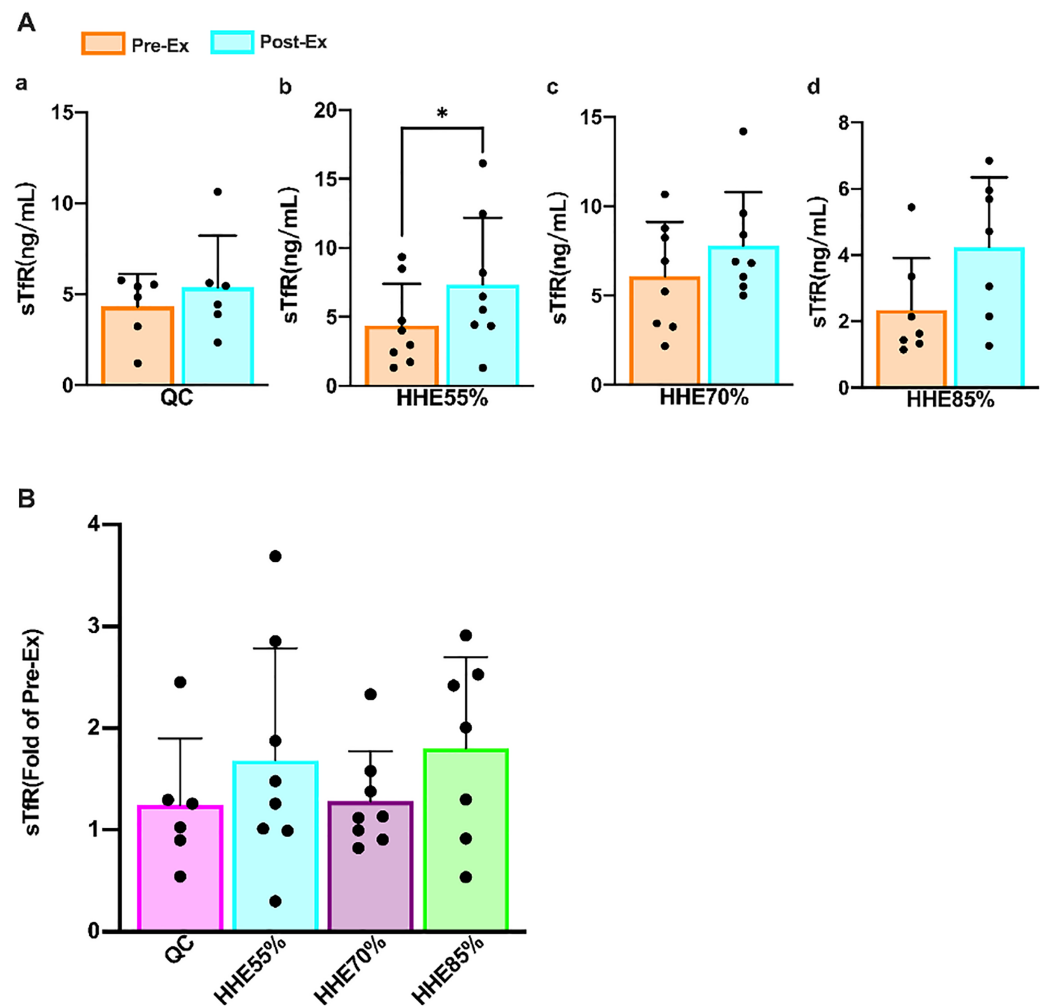 A
Pre-Ex Post-Ex
a b c d
sTfR(ng/mL)
15
10
5
0
QC
sTfR(ng/mL)
20
15
10
5
0
*
HHE55%
sTfR(ng/mL)
15
10
5
0
HHE70%
sTfR(ng/mL)
8
6
4
2
0
HHE85%
B
sTfR(Fold of Pre-Ex)
4
3
2
1
0
QC
HHE55%
HHE70%
HHE85%